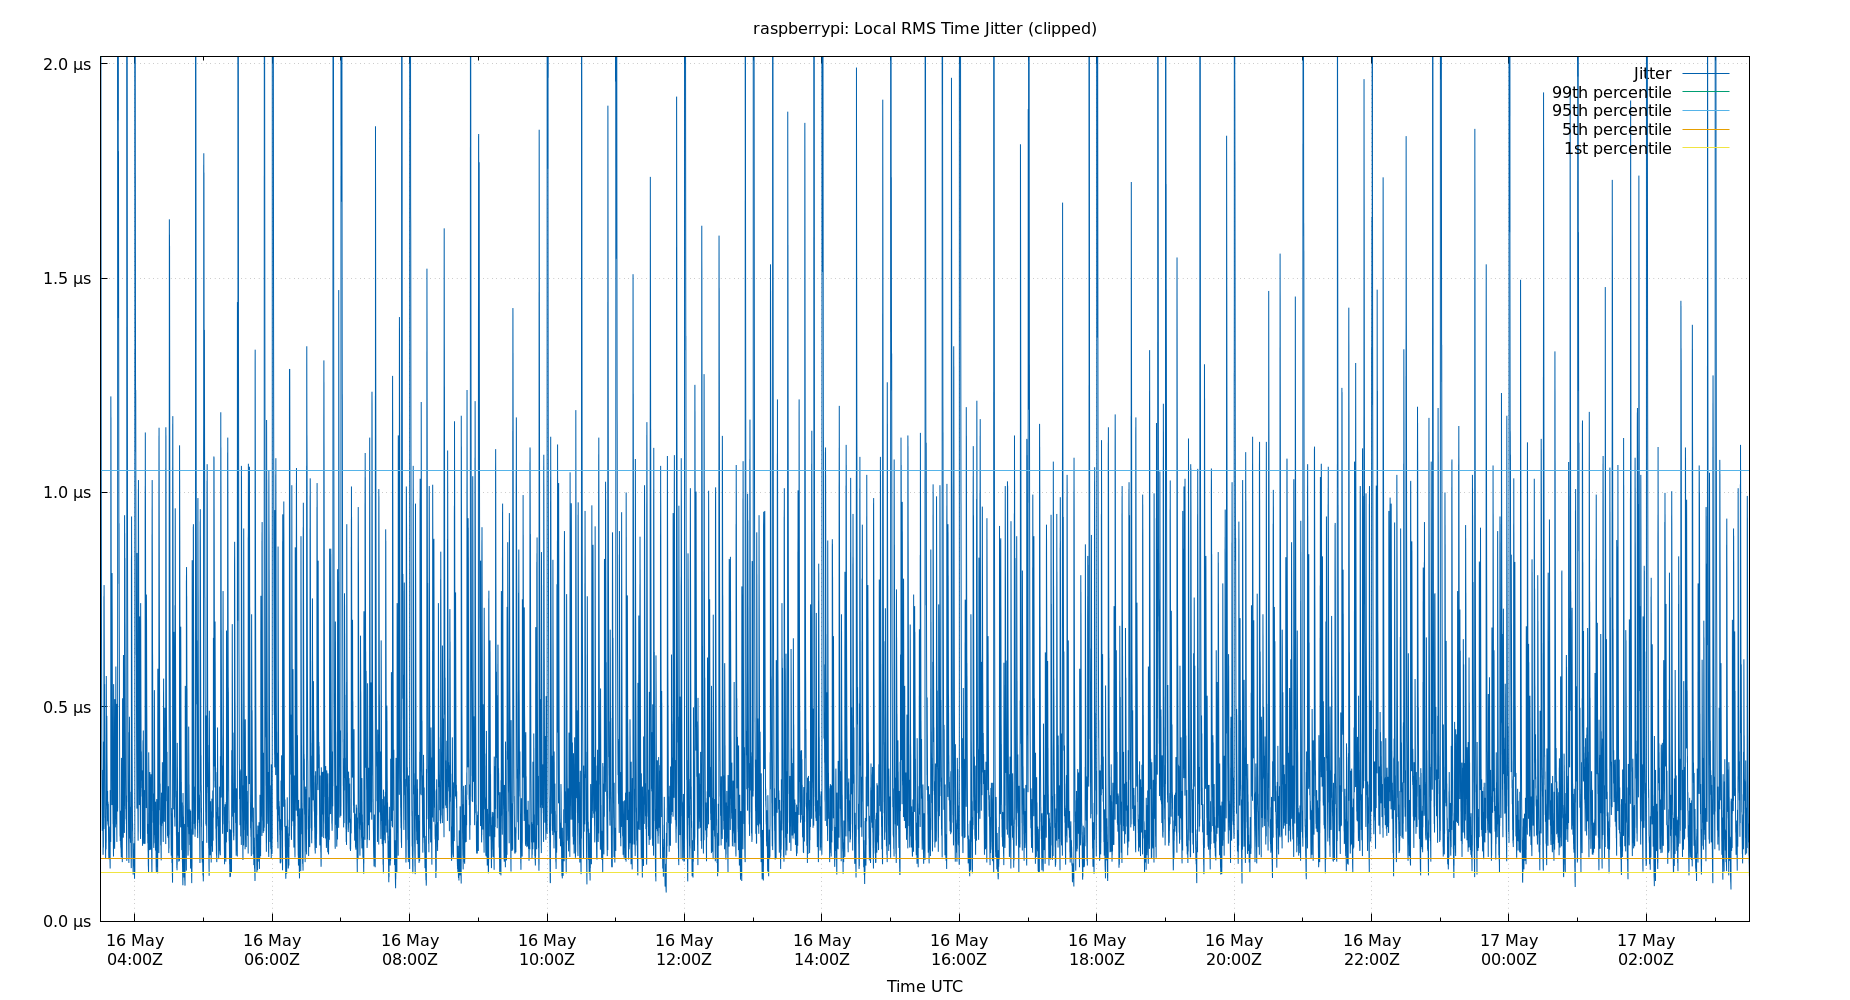 raspberrypi: Local RMS Time Jitter (clipped)
2.0 μs
1.5 μs
1.0 μs
0.5 μs
0.0 μs
Jitter
99th percentile
95th percentile
5th percentile
1st percentile
16 May 16 May 16 May 16 May 16 May 16 May 16 May 16 May 16 May 16 May 17 May 17 May
04:00Z 06:00Z 08:00Z 10:00Z 12:00Z 14:00Z 16:00Z 18:00Z 20:00Z 22:00Z 00:00Z 02:00Z
Time UTC